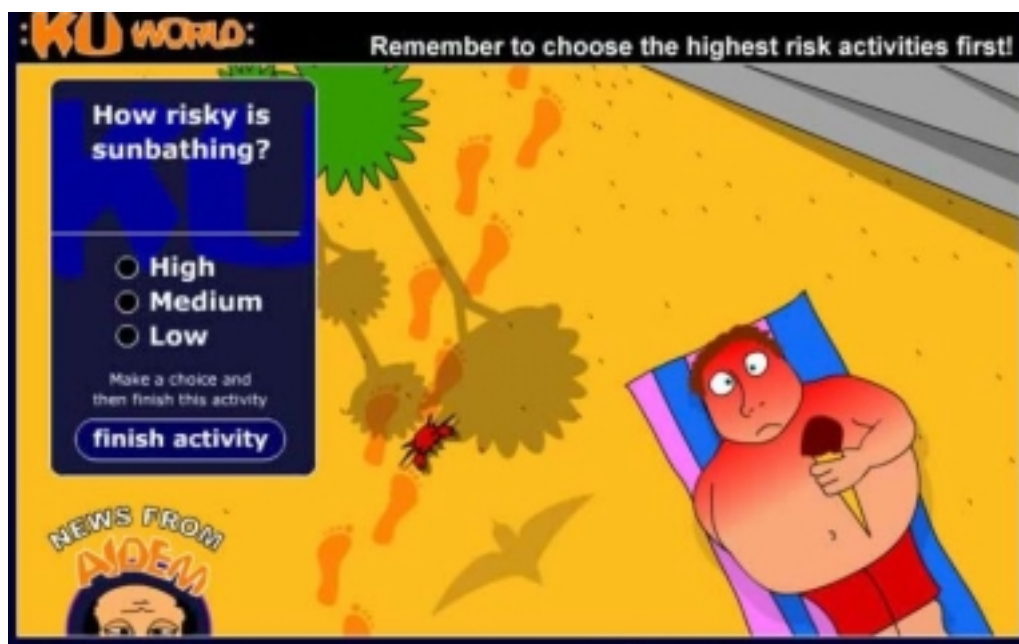 :KU WORLD:
Remember to choose the highest risk activities first!
How risky is
sunbathing?
High
Medium
Low
Make a choice and
then finish this activity
finish activity
NEWS FROM
AJDEM